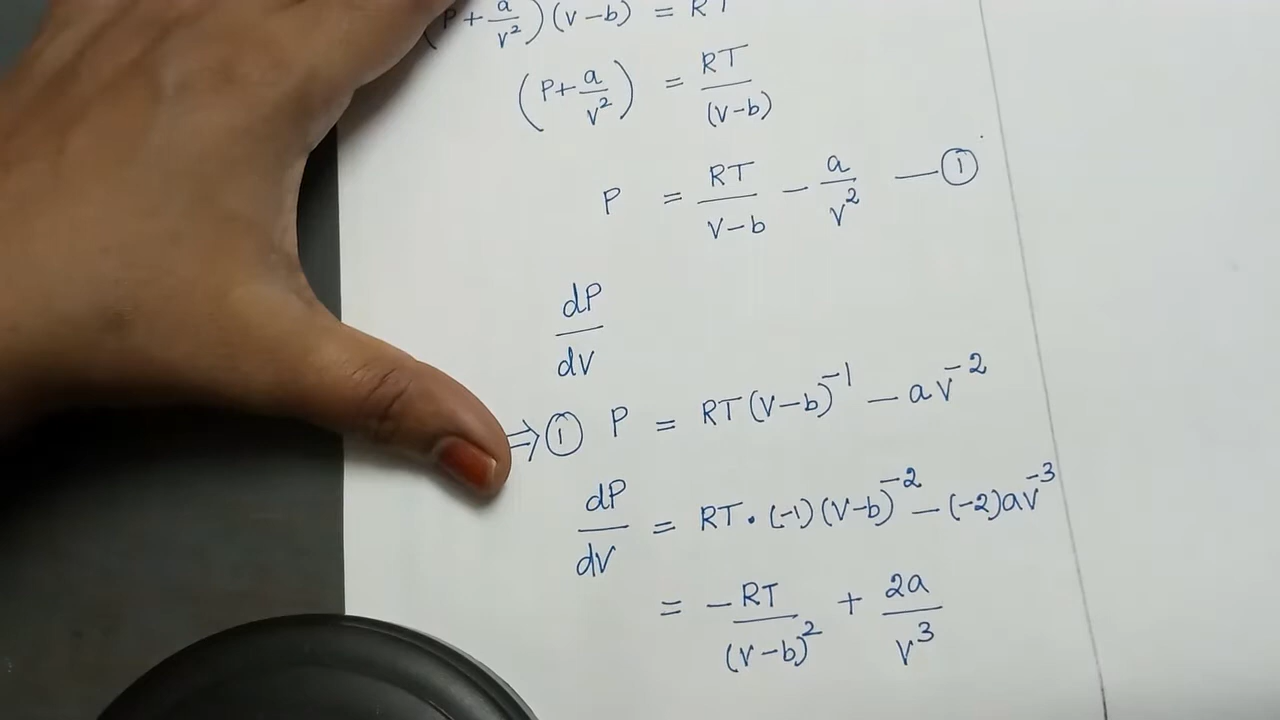 (P + a/V²)(V-b) = RT
(P + a/V²) = RT/(V-b)
P = RT/V-b - a/V² — ①
dP/dV
⇒ ① P = RT(V-b)⁻¹ - aV⁻²
dP/dV = RT·(-1)(V-b)⁻² - (-2)aV⁻³
= -RT/(V-b)² + 2a/V³